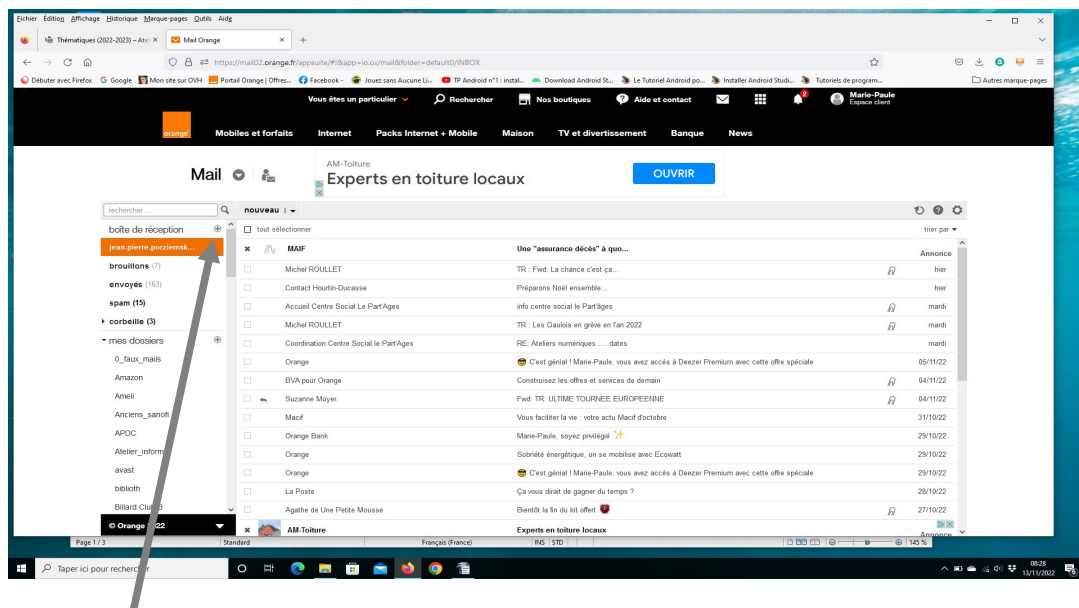 Fichier Edition Affichage Historique Marque-pages Outils Aide
Thématiques (2022-2023) – Atel × Mail Orange × +
https://mail02.orange.fr/appsuite/#!&app=io.ox/mail&folder=default0/INBOX
Débuter avec Firefox Google Mon site sur OVH Portail Orange | Offres... Facebook - Jouez sans Aucune Li... TP Android n°1 : instal... Download Android St... Le Tutoriel Android po... Installer Android Studi... Tutoriels de program... Autres marque-pages
Vous êtes un particulier Rechercher Nos boutiques Aide et contact 2 Marie-Paule
Espace client
orange Mobiles et forfaits Internet Packs Internet + Mobile Maison TV et divertissement Banque News
Mail
AM-Toiture
Experts en toiture locaux OUVRIR
rechercher ... nouveau
boîte de réception tout sélectionner trier par
jean.pierre.porziemsk... MAIF Une "assurance décès" à quo... Annonce
brouillons (7) Michel ROULLET TR : Fwd: La chance c'est ça... hier
envoyés (163) Contact Hourtin-Ducasse Préparons Noël ensemble... hier
spam (15) Accueil Centre Social Le Part'Ages info centre social le Part'âges mardi
corbeille (3) Michel ROULLET TR : Les Gaulois en grève en l'an 2022 mardi
mes dossiers Coordination Centre Social le Part'Ages RE: Ateliers numériques .... dates mardi
0_faux_mails Orange 😎 C'est génial ! Marie-Paule, vous avez accès à Deezer Premium avec cette offre spéciale 05/11/22
Amazon BVA pour Orange Construisez les offres et services de demain 04/11/22
Ameli Suzanne Moyer. Fwd: TR: ULTIME TOURNEE EUROPEENNE 04/11/22
Anciens_sanofi Macif Vous faciliter la vie : votre actu Macif d'octobre 31/10/22
APDC Orange Bank Marie-Paule, soyez privilégié ✨ 29/10/22
Atelier_inform Orange Sobriété énergétique, on se mobilise avec Ecowatt 29/10/22
avast Orange 😎 C'est génial ! Marie-Paule, vous avez accès à Deezer Premium avec cette offre spéciale 29/10/22
biblioth La Poste Ça vous dirait de gagner du temps ? 28/10/22
Billard Agathe de Une Petite Mousse Bientôt la fin du kit offert 27/10/22
© Orange AM-Toiture Experts en toiture locaux Annonce
Page 1 / 3 Standard Français (France) INS STD 145 %
Taper ici pour rechercher 08:28
13/11/2022 6